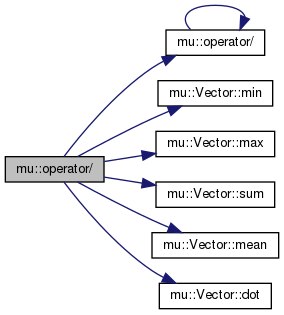 mu::operator/
mu::Vector::min
mu::Vector::max
mu::operator/
mu::Vector::sum
mu::Vector::mean
mu::Vector::dot